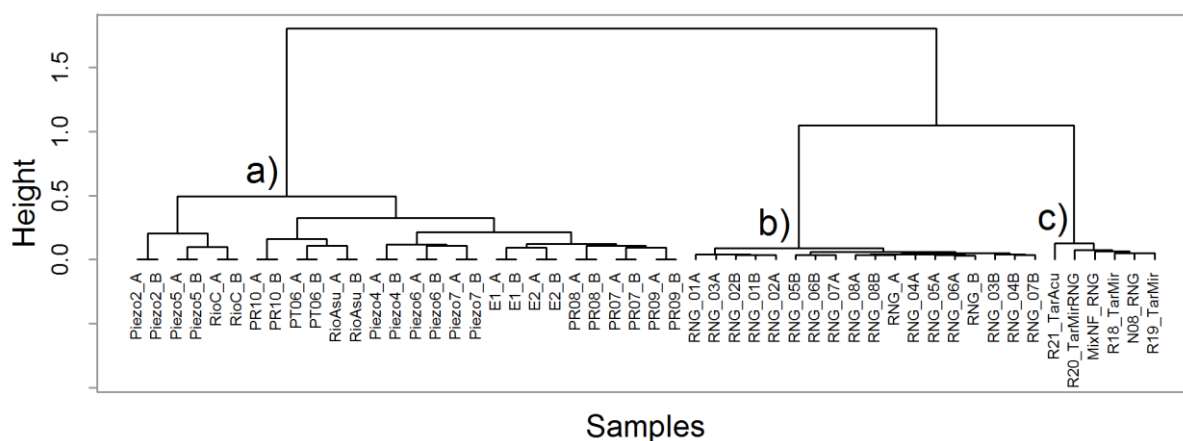 Height
1.5
1.0
0.5
0.0
a)
b)
c)
Piezo2_A
Piezo2_B
Piezo5_A
Piezo5_B
RioC_A
RioC_B
PR10_A
PR10_B
PT06_A
PT06_B
RioAsu_A
RioAsu_B
Piezo4_A
Piezo4_B
Piezo6_A
Piezo6_B
Piezo7_A
Piezo7_B
E1_A
E1_B
E2_A
E2_B
PR08_A
PR08_B
PR07_A
PR07_B
PR09_A
PR09_B
RNG_01A
RNG_03A
RNG_02B
RNG_01B
RNG_02A
RNG_05B
RNG_06B
RNG_07A
RNG_08A
RNG_08B
RNG_A
RNG_04A
RNG_05A
RNG_06A
RNG_B
RNG_03B
RNG_04B
RNG_07B
R21_TarAcu
R20_TarMirRNG
MixNF_RNG
R18_TarMir
N08_RNG
R19_TarMir
Samples